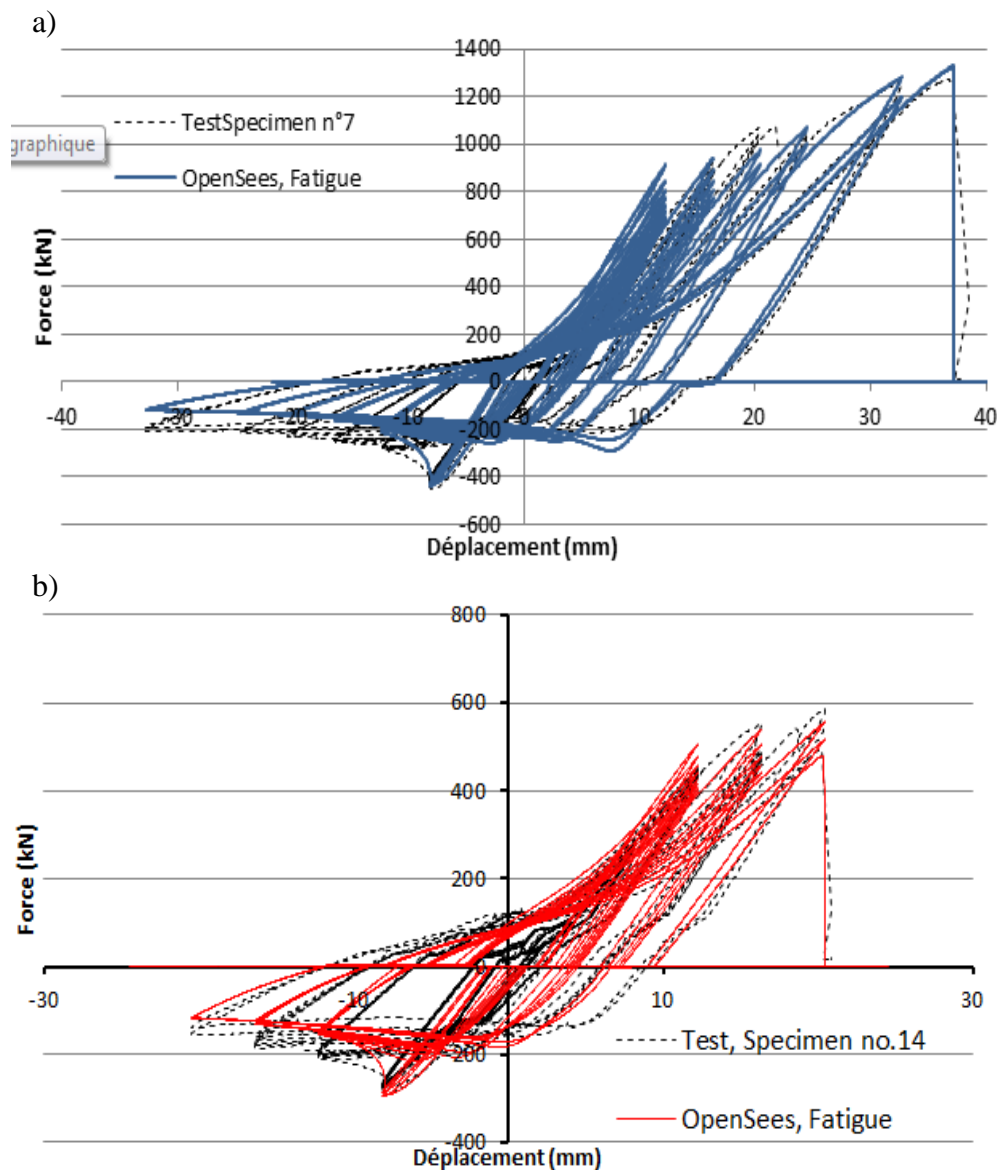 a)
1400
1200
1000
800
600
400
200
0
-200
-400
-600
-40
-30
-20
-10
0
10
20
30
40
TestSpecimen n°7
graphique
OpenSees, Fatigue
Force (kN)
Déplacement (mm)
b)
800
600
400
200
0
-200
-400
-30
-10
10
30
Test, Specimen no.14
OpenSees, Fatigue
Force (kN)
Déplacement (mm)